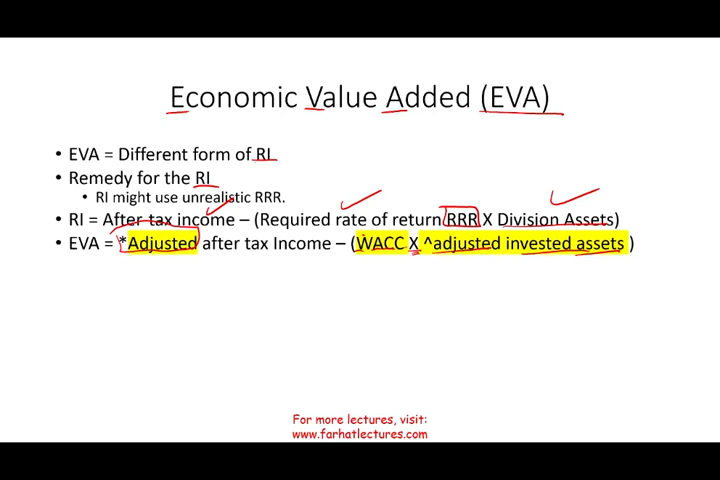 Economic Value Added (EVA)
• EVA = Different form of RI
• Remedy for the RI
• RI might use unrealistic RRR.
• RI = After tax income – (Required rate of return RRR X Division Assets)
• EVA = *Adjusted after tax Income – (WACC X ^adjusted invested assets )
For more lectures, visit:
www.farhatlectures.com